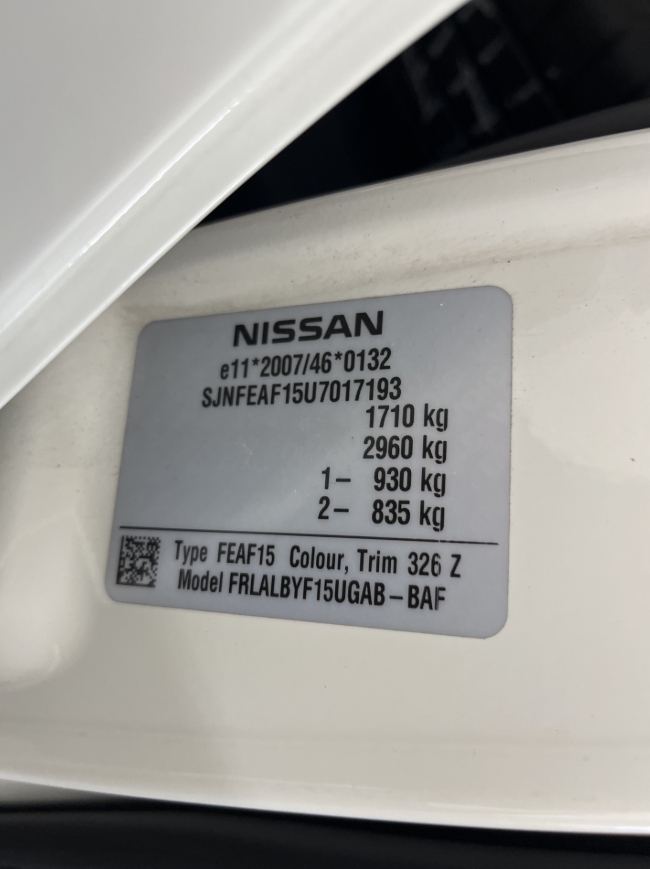 NISSAN
e11*2007/46*0132
SJNFEAF15U7017193
1710 kg
2960 kg
1- 930 kg
2- 835 kg
Type FEAF15 Colour, Trim 326 Z
Model FRLALBYF15UGAB-BAF